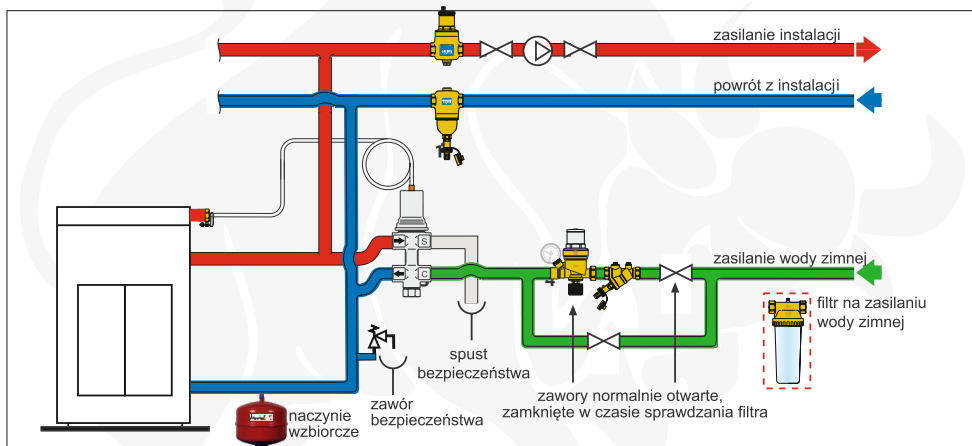 zasilanie instalacji
powrót z instalacji
S
C
zasilanie wody zimnej
filtr na zasilaniu
wody zimnej
spust
bezpieczeństwa
zawór
bezpieczeństwa
naczynie
wzbiorcze
zawory normalnie otwarte,
zamknięte w czasie sprawdzania filtra